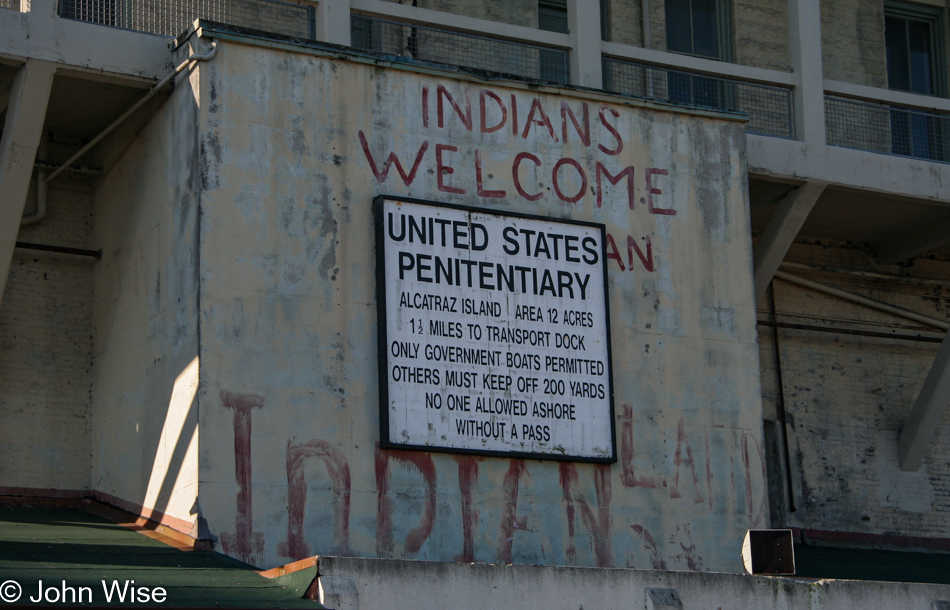 INDIANS
WELCOME
AN
UNITED STATES
PENITENTIARY
ALCATRAZ ISLAND AREA 12 ACRES
1½ MILES TO TRANSPORT DOCK
ONLY GOVERNMENT BOATS PERMITTED
OTHERS MUST KEEP OFF 200 YARDS
NO ONE ALLOWED ASHORE
WITHOUT A PASS
INDIAN LAND
© John Wise